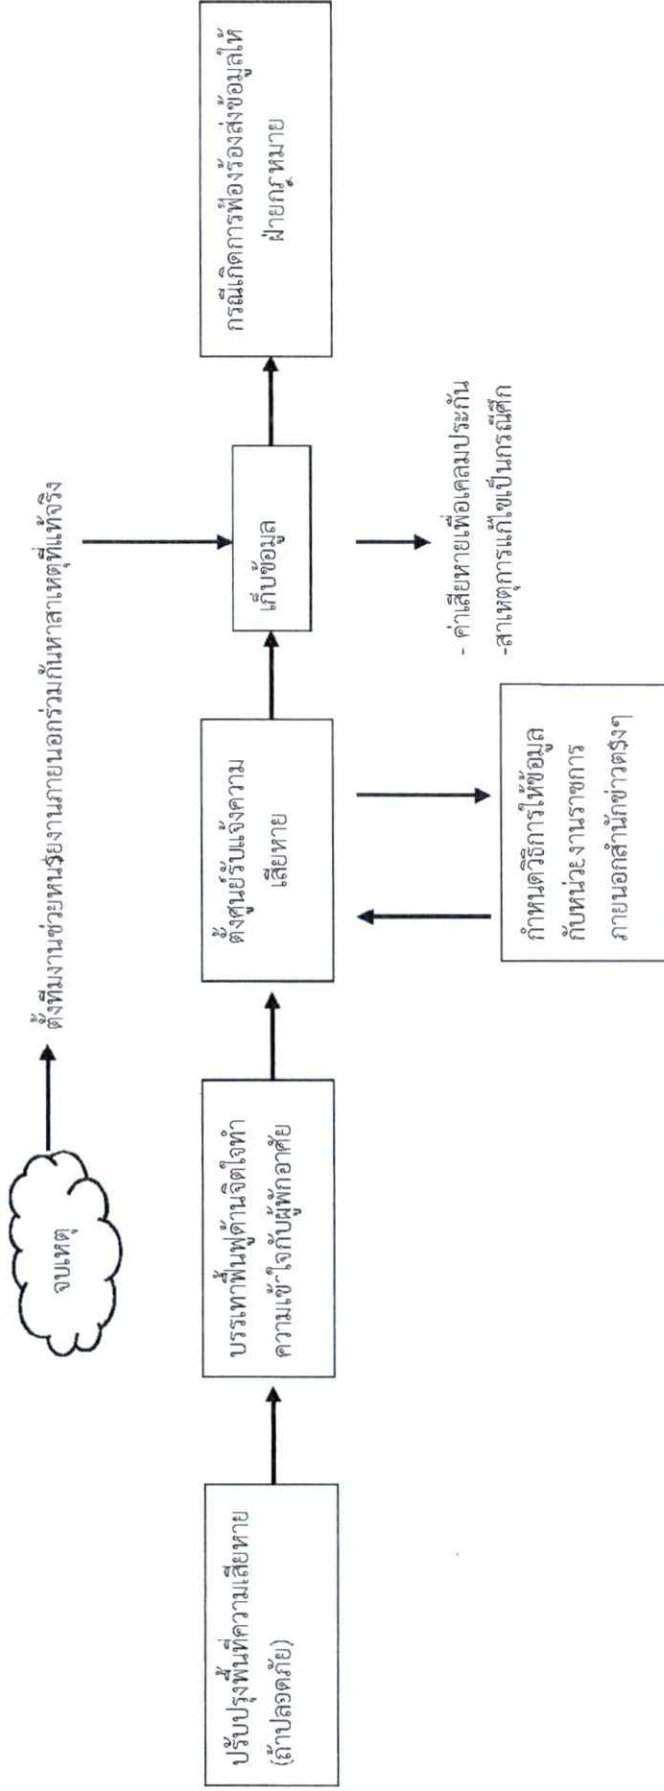 จบเหตุ
ตั้งทีมงานช่วยหน่วยงานภายนอกร่วมกันหาสาเหตุที่แท้จริง
ปรับปรุงพื้นที่ความเสียหาย
(ถ้าปลอดภัย)
บรรเทาฟื้นฟูด้านจิตใจทำ
ความเข้าใจกับผู้พักอาศัย
ตั้งศูนย์รับแจ้งความ
เสียหาย
เก็บข้อมูล
กรณีเกิดการฟ้องร้องส่งข้อมูลให้
ฝ่ายกฎหมาย
กำหนดวิธีการให้ข้อมูล
กับหน่วยงานราชการ
ภายนอกสำนักข่าวตรงๆ
- ค่าเสียหายเพื่อเคลมประกัน
-สาเหตุการแก้ไขเป็นกรณีศึก